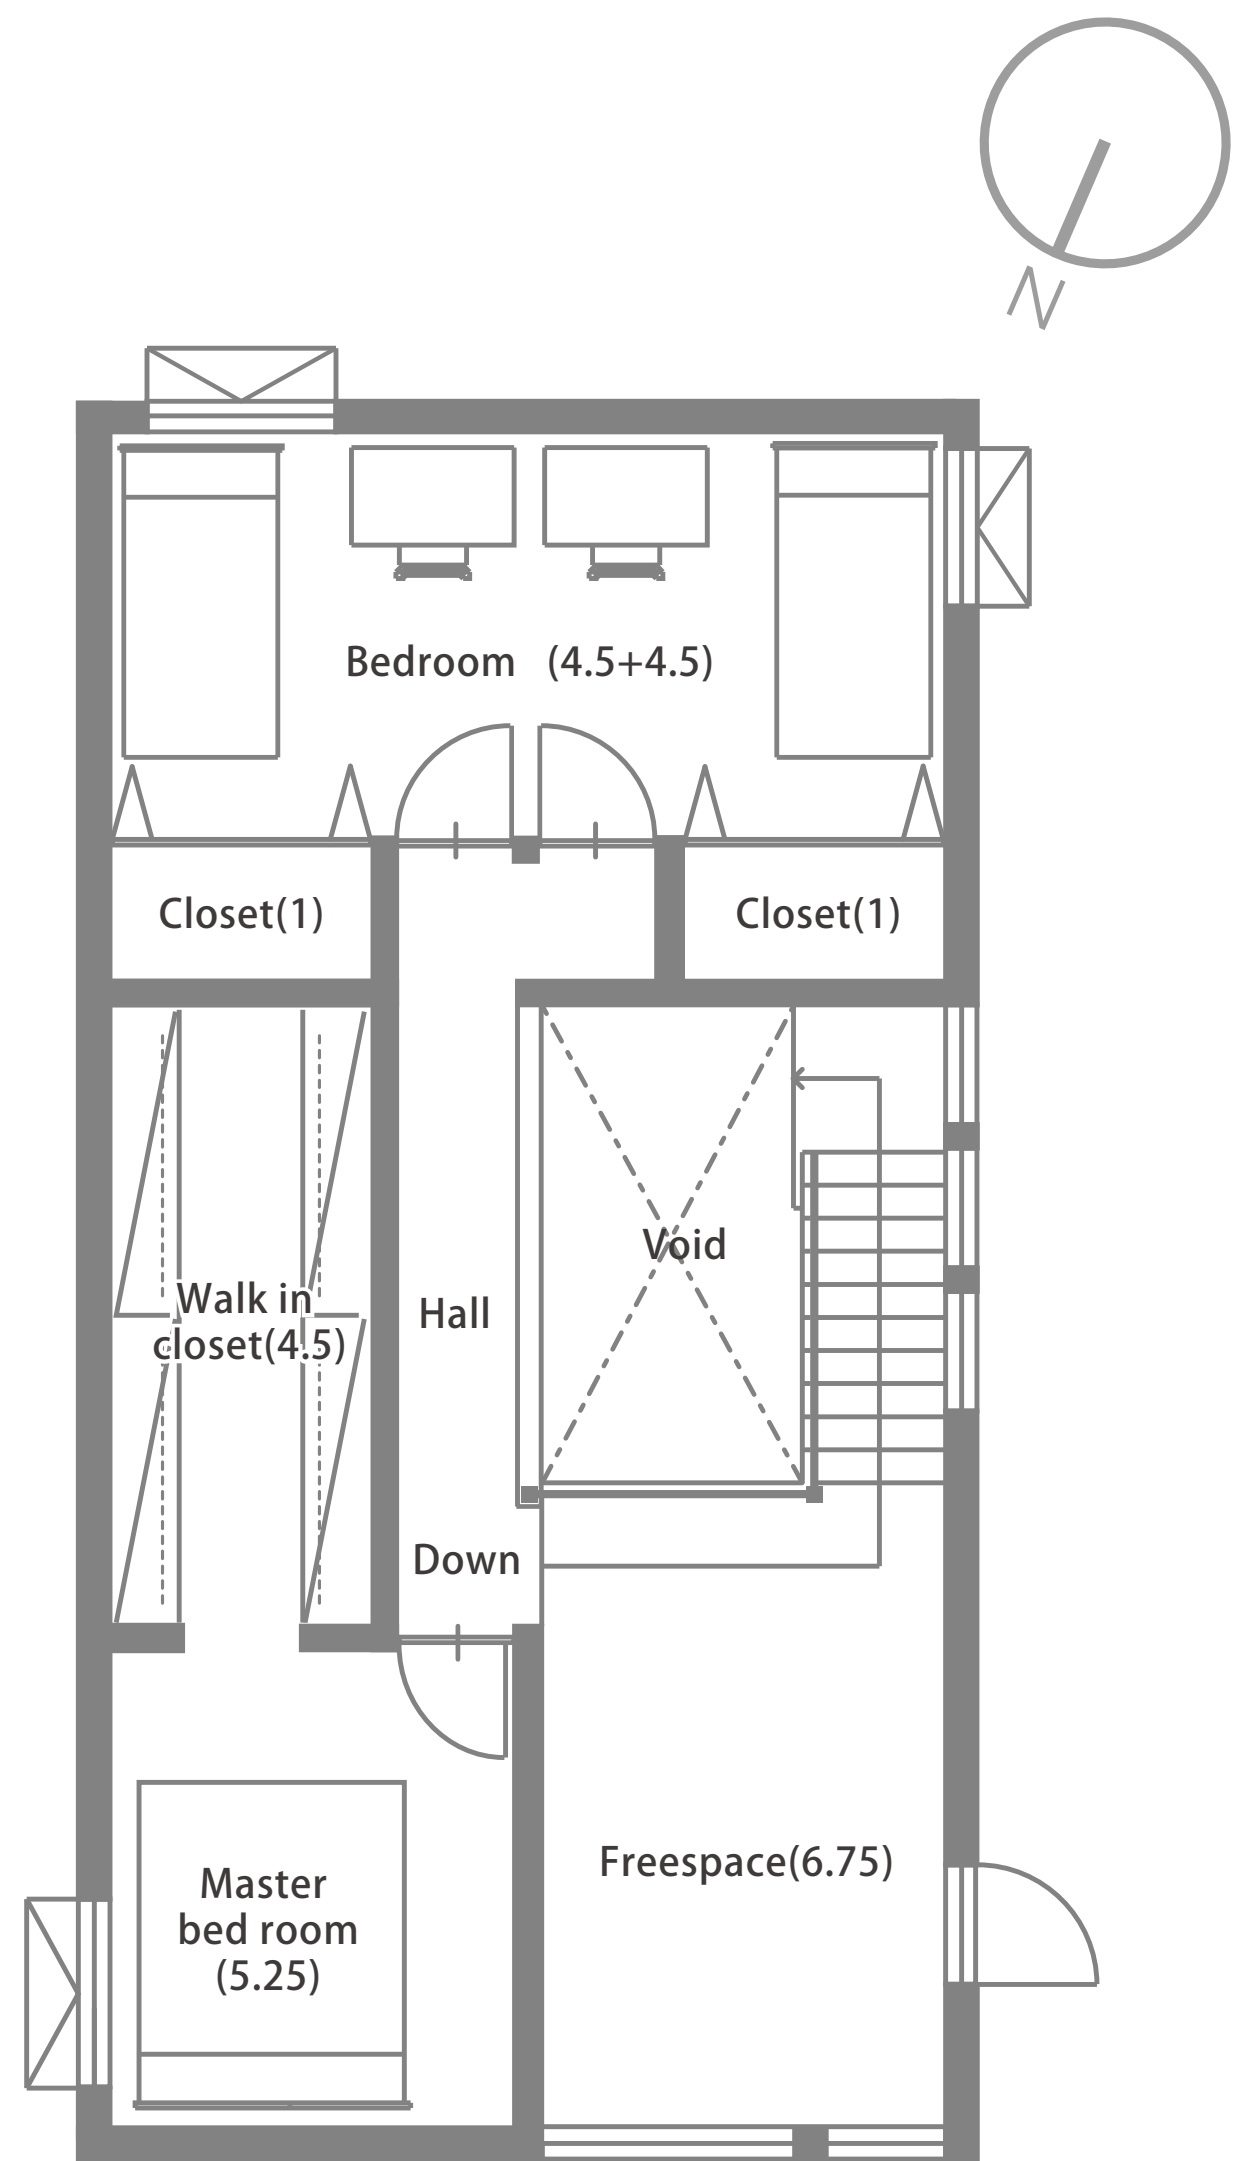 N
Bedroom (4.5+4.5)
Closet(1)
Closet(1)
Void
Walk in
closet(4.5)
Hall
Down
Freespace(6.75)
Master
bed room
(5.25)